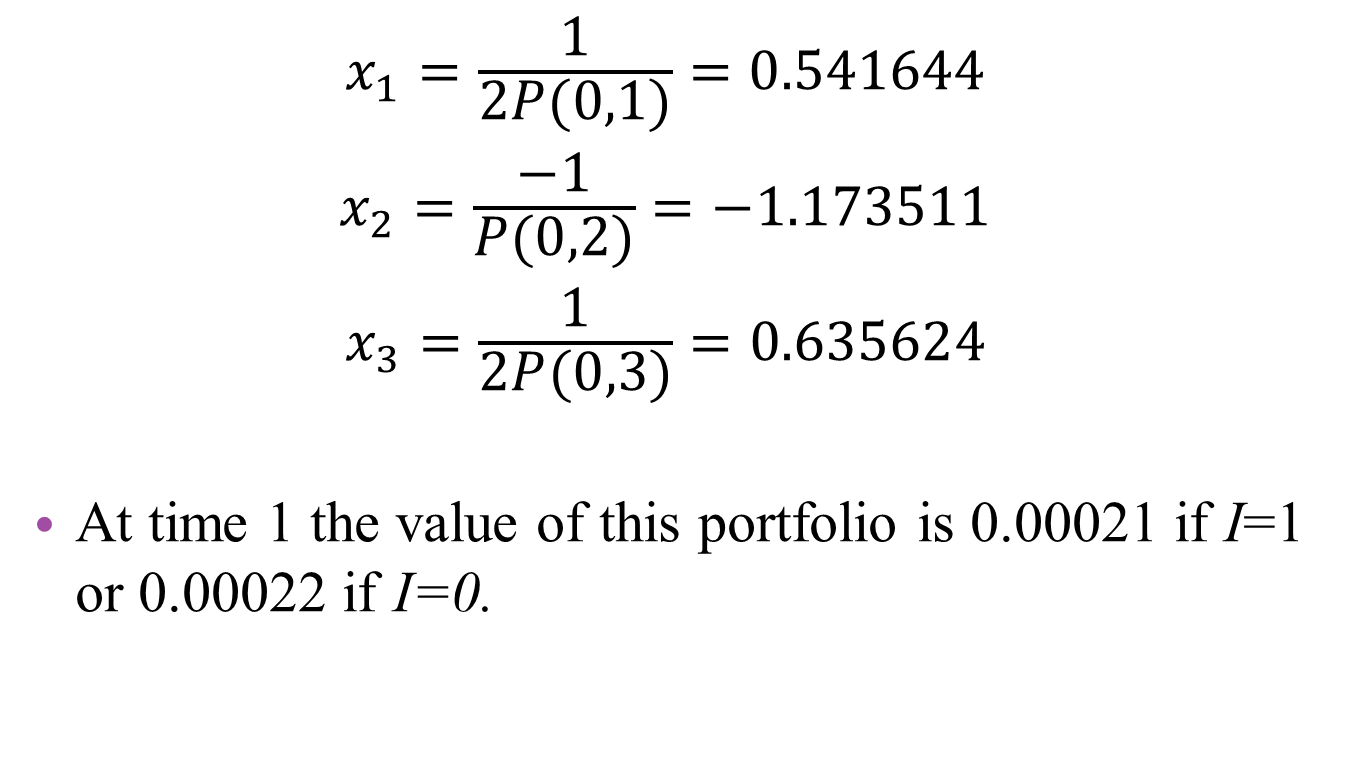 x₁ = 1/(2P(0,1)) = 0.541644
x₂ = −1/P(0,2) = −1.173511
x₃ = 1/(2P(0,3)) = 0.635624
• At time 1 the value of this portfolio is 0.00021 if I=1
or 0.00022 if I=0.